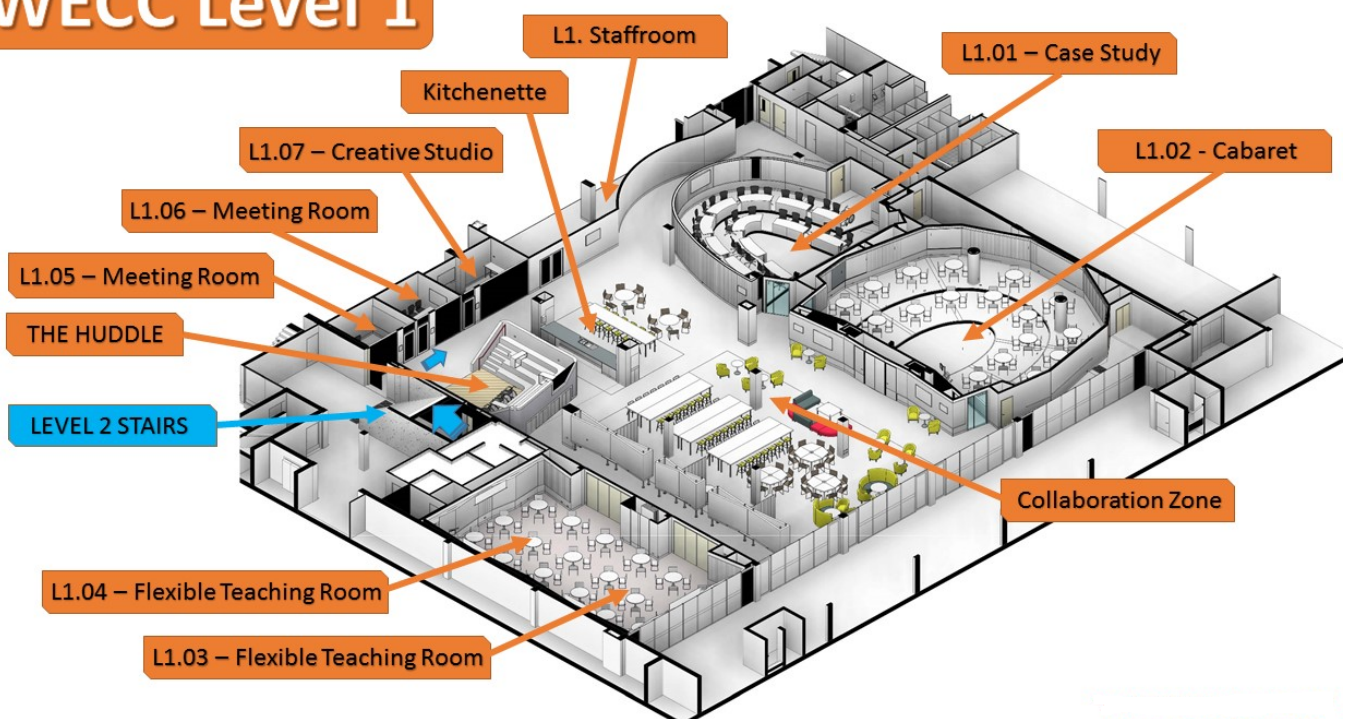 WECC Level 1
L1. Staffroom
L1.01 – Case Study
Kitchenette
L1.07 – Creative Studio
L1.02 - Cabaret
L1.06 – Meeting Room
L1.05 – Meeting Room
THE HUDDLE
LEVEL 2 STAIRS
Collaboration Zone
L1.04 – Flexible Teaching Room
L1.03 – Flexible Teaching Room